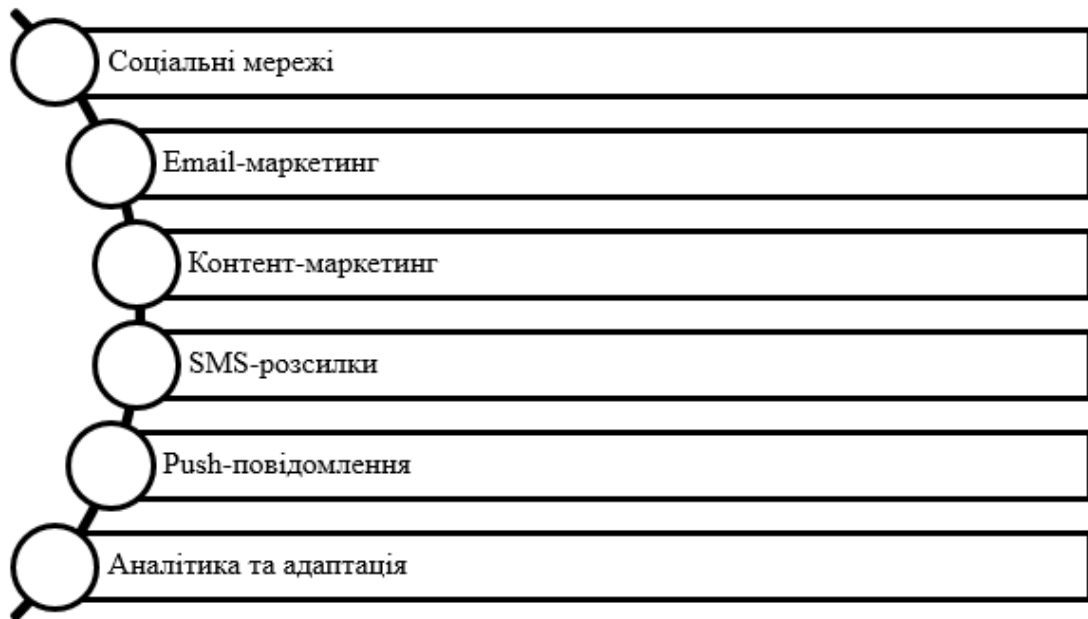 Соціальні мережі
Email-маркетинг
Контент-маркетинг
SMS-розсилки
Push-повідомлення
Аналітика та адаптація